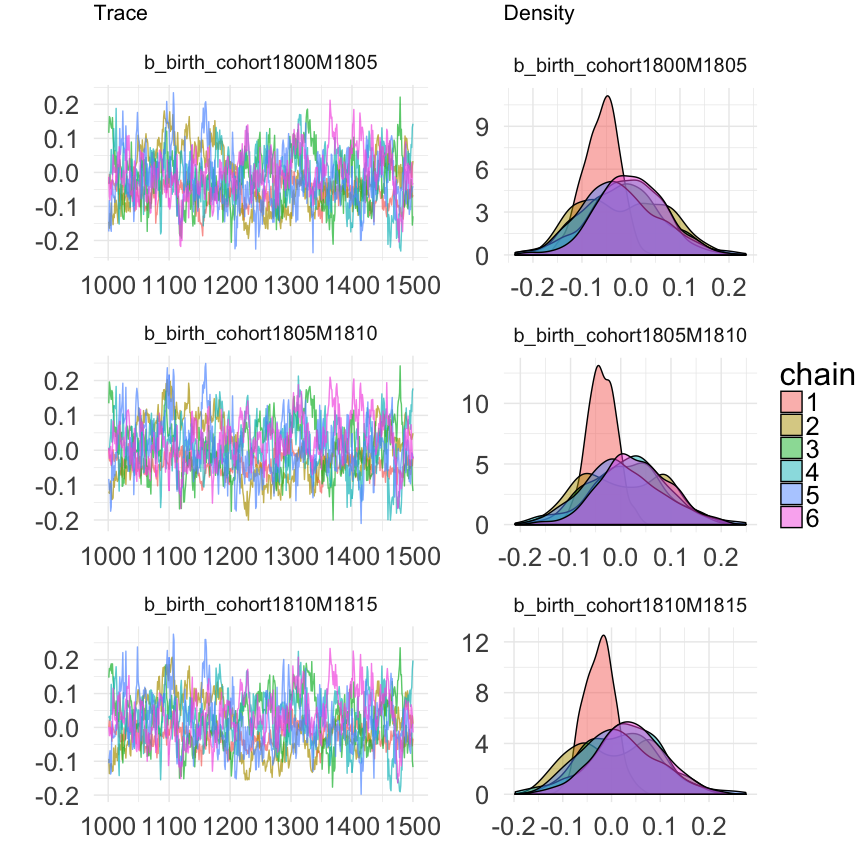 Trace
Density
b_birth_cohort1800M1805
b_birth_cohort1800M1805
0.2
0.1
0.0
-0.1
-0.2
1000 1100 1200 1300 1400 1500
9
6
3
0
-0.2 -0.1 0.0 0.1 0.2
b_birth_cohort1805M1810
b_birth_cohort1805M1810
0.2
0.1
0.0
-0.1
-0.2
1000 1100 1200 1300 1400 1500
10
5
0
-0.2 -0.1 0.0 0.1 0.2
b_birth_cohort1810M1815
b_birth_cohort1810M1815
0.2
0.1
0.0
-0.1
-0.2
1000 1100 1200 1300 1400 1500
12
8
4
0
-0.2 -0.1 0.0 0.1 0.2
chain
1
2
3
4
5
6